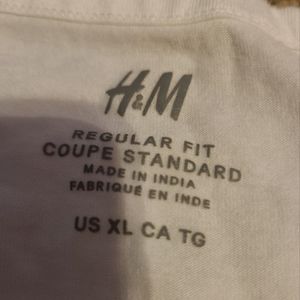 H&M
REGULAR FIT
COUPE STANDARD
MADE IN INDIA
FABRIQUÉ EN INDE
US XL CA TG